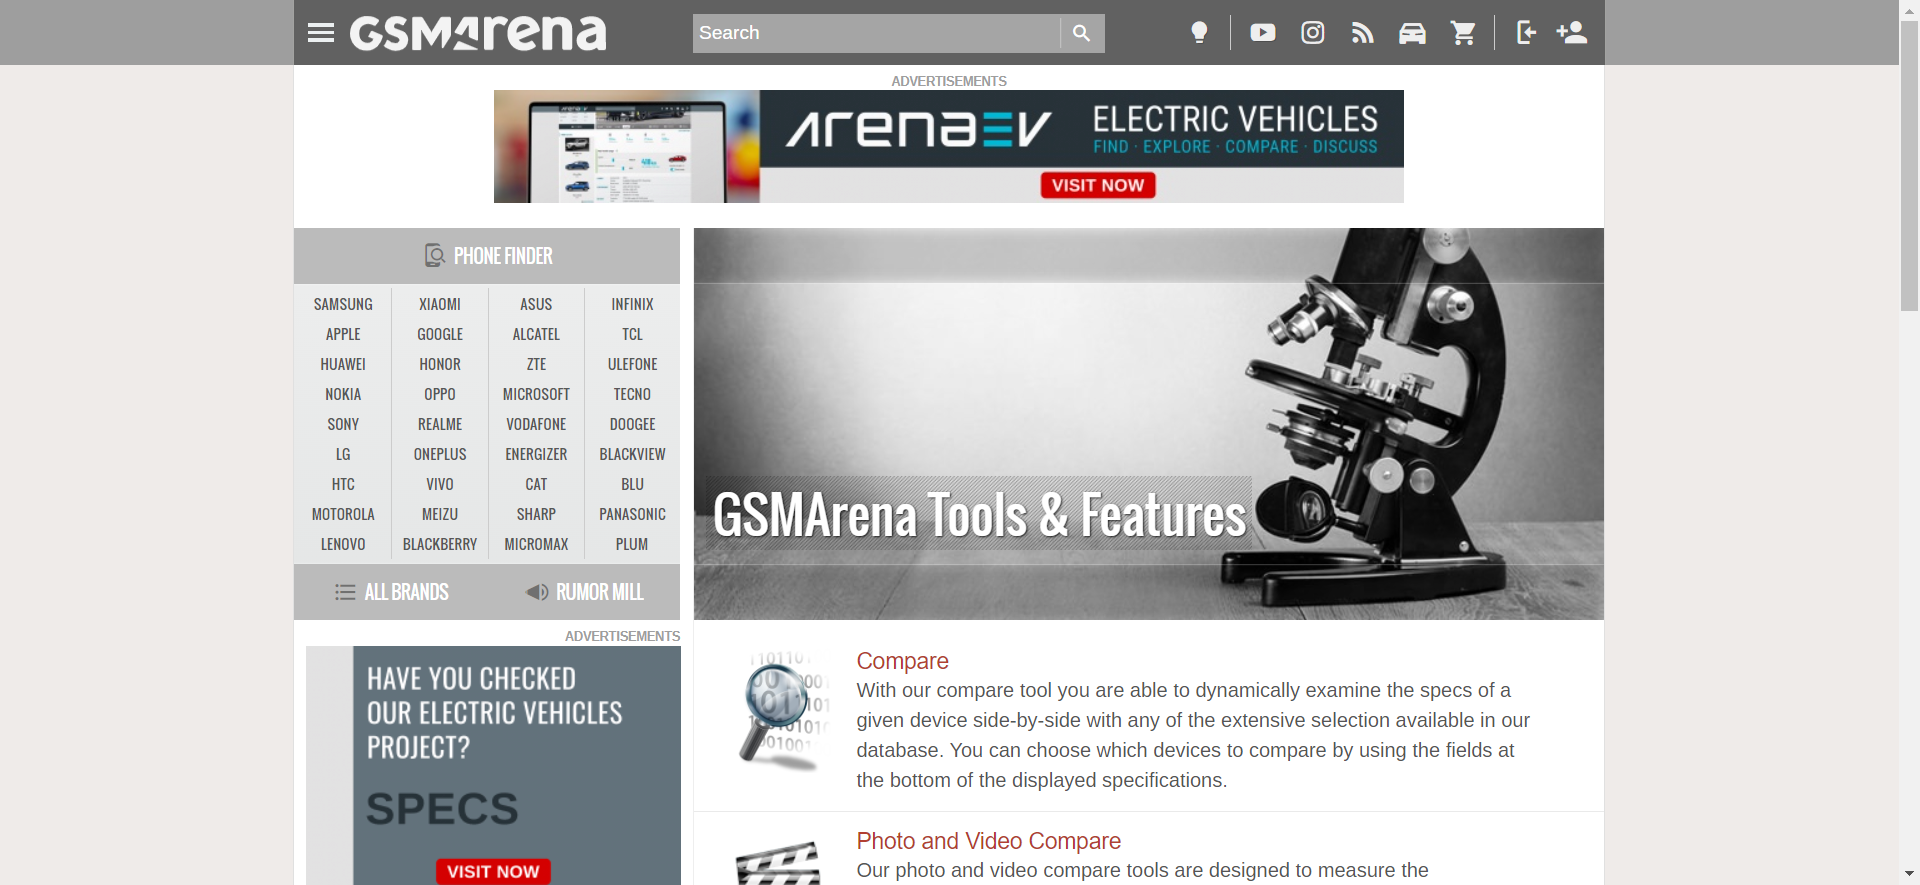 GSMArena
Search
ADVERTISEMENTS
arenaEV
ELECTRIC VEHICLES
FIND · EXPLORE · COMPARE · DISCUSS
VISIT NOW
PHONE FINDER
SAMSUNG XIAOMI ASUS INFINIX
APPLE GOOGLE ALCATEL TCL
HUAWEI HONOR ZTE ULEFONE
NOKIA OPPO MICROSOFT TECNO
SONY REALME VODAFONE DOOGEE
LG ONEPLUS ENERGIZER BLACKVIEW
HTC VIVO CAT BLU
MOTOROLA MEIZU SHARP PANASONIC
LENOVO BLACKBERRY MICROMAX PLUM
ALL BRANDS
RUMOR MILL
ADVERTISEMENTS
HAVE YOU CHECKED
OUR ELECTRIC VEHICLES
PROJECT?
SPECS
VISIT NOW
GSMArena Tools & Features
Compare
With our compare tool you are able to dynamically examine the specs of a
given device side-by-side with any of the extensive selection available in our
database. You can choose which devices to compare by using the fields at
the bottom of the displayed specifications.
Photo and Video Compare
Our photo and video compare tools are designed to measure the